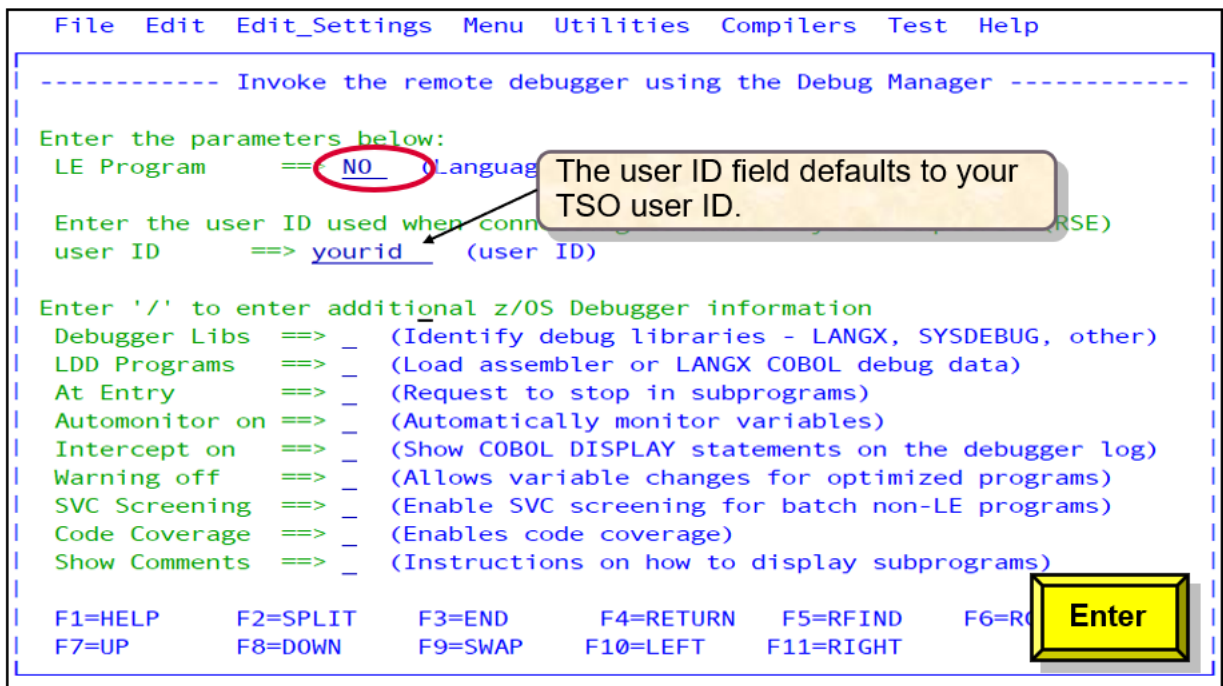 File Edit Edit_Settings Menu Utilities Compilers Test Help
------------ Invoke the remote debugger using the Debug Manager ------------
Enter the parameters below:
LE Program ==> NO (Languag
The user ID field defaults to your
TSO user ID.
Enter the user ID used when conn RSE)
user ID ==> yourid (user ID)
Enter '/' to enter additional z/OS Debugger information
Debugger Libs ==> _ (Identify debug libraries - LANGX, SYSDEBUG, other)
LDD Programs ==> _ (Load assembler or LANGX COBOL debug data)
At Entry ==> _ (Request to stop in subprograms)
Automonitor on ==> _ (Automatically monitor variables)
Intercept on ==> _ (Show COBOL DISPLAY statements on the debugger log)
Warning off ==> _ (Allows variable changes for optimized programs)
SVC Screening ==> _ (Enable SVC screening for batch non-LE programs)
Code Coverage ==> _ (Enables code coverage)
Show Comments ==> _ (Instructions on how to display subprograms)
F1=HELP F2=SPLIT F3=END F4=RETURN F5=RFIND F6=R
F7=UP F8=DOWN F9=SWAP F10=LEFT F11=RIGHT
Enter